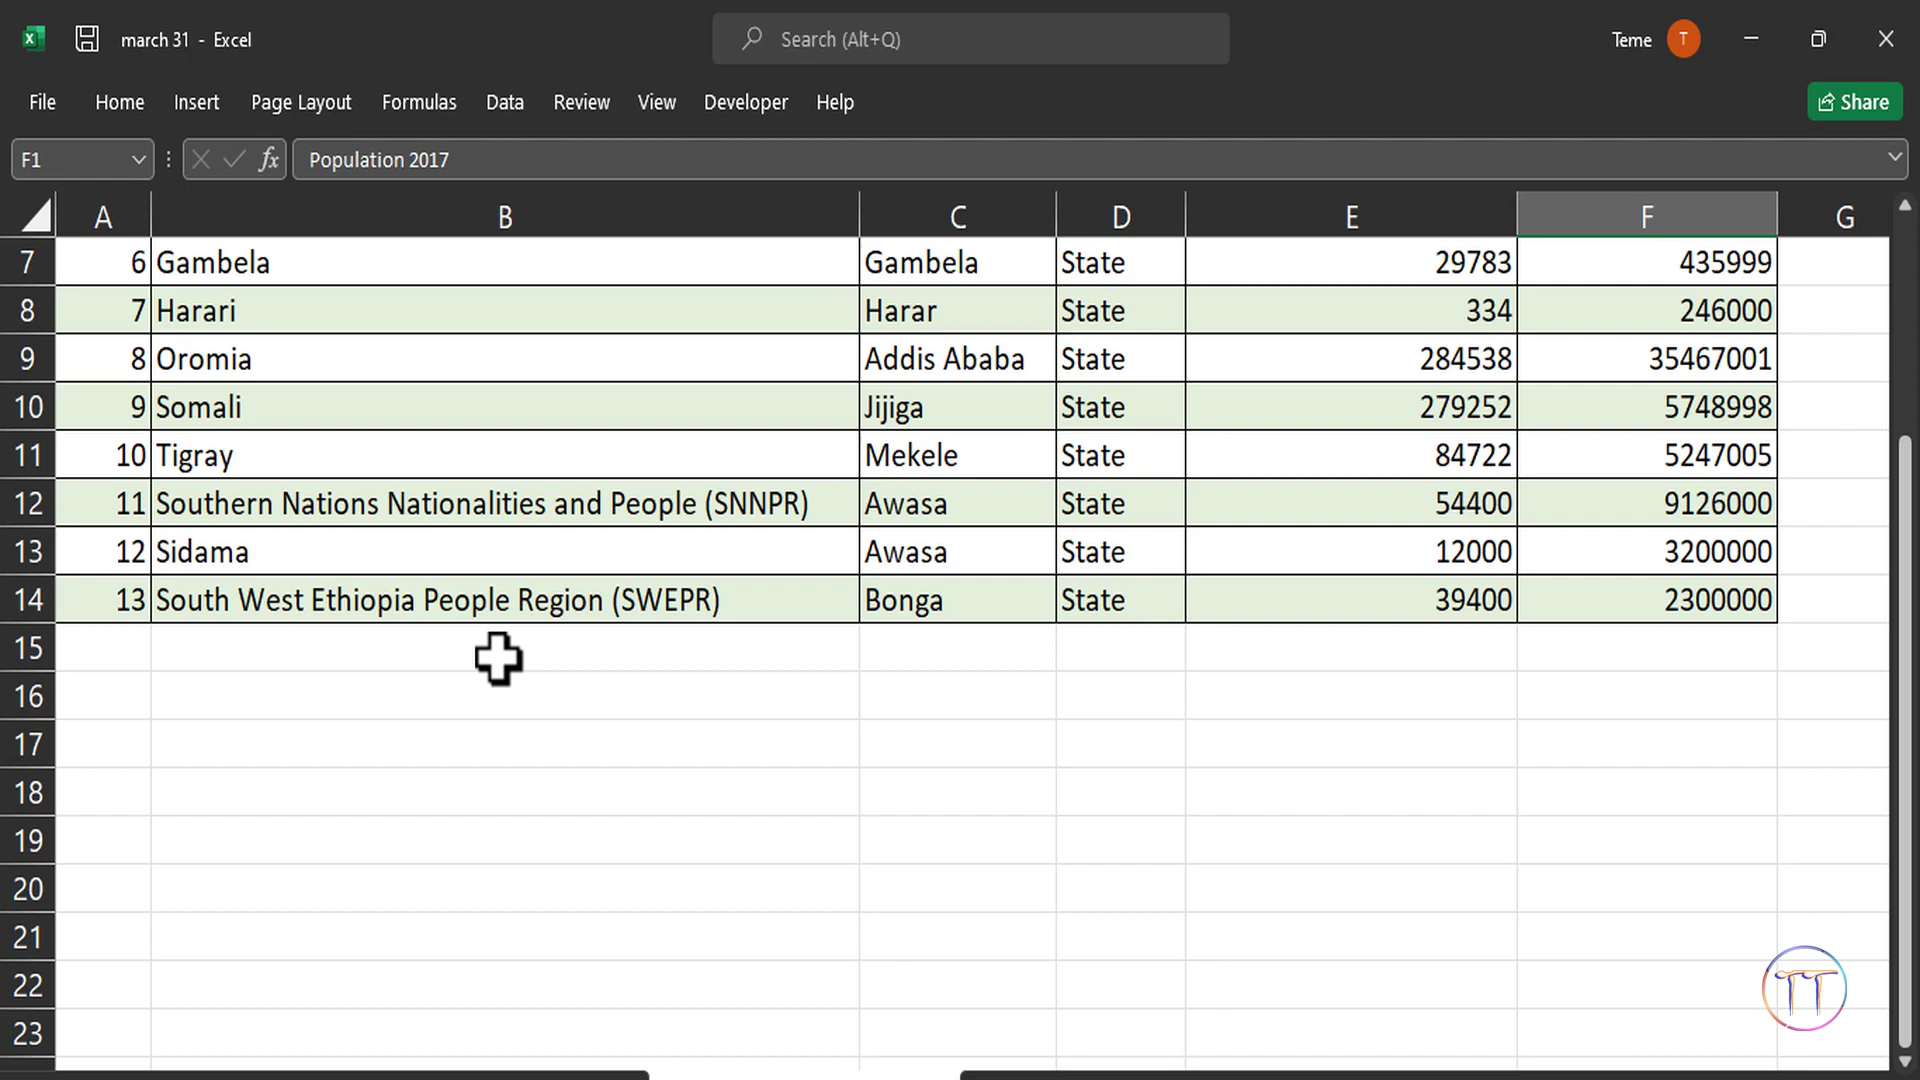 march 31 - Excel
Search (Alt+Q)
Teme T
File Home Insert Page Layout Formulas Data Review View Developer Help Share
F1 fx Population 2017
A B C D E F G
7 6 Gambela Gambela State 29783 435999
8 7 Harari Harar State 334 246000
9 8 Oromia Addis Ababa State 284538 35467001
10 9 Somali Jijiga State 279252 5748998
11 10 Tigray Mekele State 84722 5247005
12 11 Southern Nations Nationalities and People (SNNPR) Awasa State 54400 9126000
13 12 Sidama Awasa State 12000 3200000
14 13 South West Ethiopia People Region (SWEPR) Bonga State 39400 2300000
15
16
17
18
19
20
21
22
23
TT